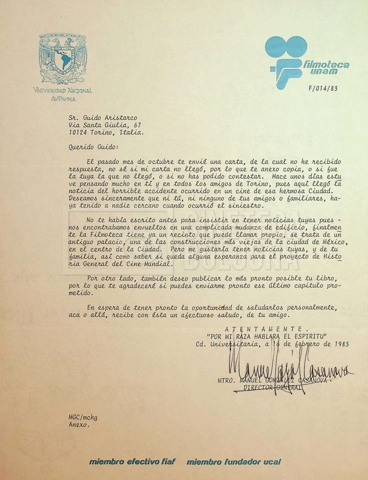 filmoteca
unam
UNIVERSIDAD NACIONAL
AUTÓNOMA
F/014/83
Sr. Guido Aristarco
Via Santa Giulia, 67
10124 Torino, Italia.
Querido Guido:
El pasado mes de octubre te envié una carta, de la cual no he recibido
respuesta, no sé si mi carta no llegó, por lo que te anexo copia, o si fue
la tuya la que no llegó, o si no has podido contestar. Hace unos días estu
ve pensando mucho en tí y en todos los amigos de Torino, pues aquí llegó la
noticia del horrible accidente ocurrido en un cine de esa hermosa Ciudad.
Deseamos sinceramente que ni tú, ni ninguno de tus amigos o familiares, ha-
ya tenido a nadie cercano cuando ocurrió el siniestro.
No te había escrito antes para insistir en tener noticias tuyas pues
nos encontrábamos envueltos en una complicada mudanza de edificio, finalmen
te la Filmoteca tiene ya un recinto que puede llamar propio, se trata de un
antiguo palacio, una de las construcciones más viejas de la ciudad de México,
en el centro de la Ciudad. Pero me gustaría tener noticias tuyas, y de tu
familia, así como saber si queda alguna esperanza para el proyecto de Histo
ria General del Cine Mundial.
Por otro lado, también deseo publicar lo más pronto posible tu Libro,
por lo que te agradeceré si puedes enviarme pronto ese último capítulo pro-
metido.
En espera de tener pronto la oportunidad de saludarlos personalmente,
acá o allá, recibe con ésta un afectuoso saludo, de tu amigo.
A T E N T A M E N T E.
"POR MI RAZA HABLARA EL ESPIRITU"
Cd. Universitaria, a 16 de febrero de 1983
MTRO. MANUEL GONZALEZ CASANOVA
DIRECTOR GENERAL
MGC/mchg
Anexo.
miembro efectivo fiaf miembro fundador ucal